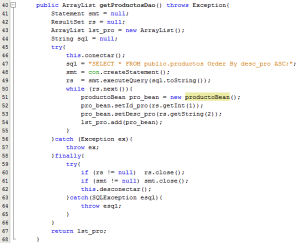 40 public ArrayList getProductosDao() throws Exception{
41 Statement smt = null;
42 ResultSet rs = null;
43 ArrayList lst_pro = new ArrayList();
44 String sql = null;
45 try{
46 this.conectar();
47 sql = "SELECT * FROM public.productos Order By desc_pro ASC;";
48 smt = con.createStatement();
49 rs = smt.executeQuery(sql.toString());
50 while (rs.next()){
51 productoBean pro_bean = new productoBean();
52 pro_bean.setId_pro(rs.getInt(1));
53 pro_bean.setDesc_pro(rs.getString(2));
54 lst_pro.add(pro_bean);
55 }
56 }catch (Exception ex){
57 throw ex;
58 }finally{
59 try{
60 if (rs != null) rs.close();
61 if (smt != null) smt.close();
62 this.desconectar();
63 }catch(SQLException esql){
64 throw esql;
65 }
66 }
67 return lst_pro;
68 }